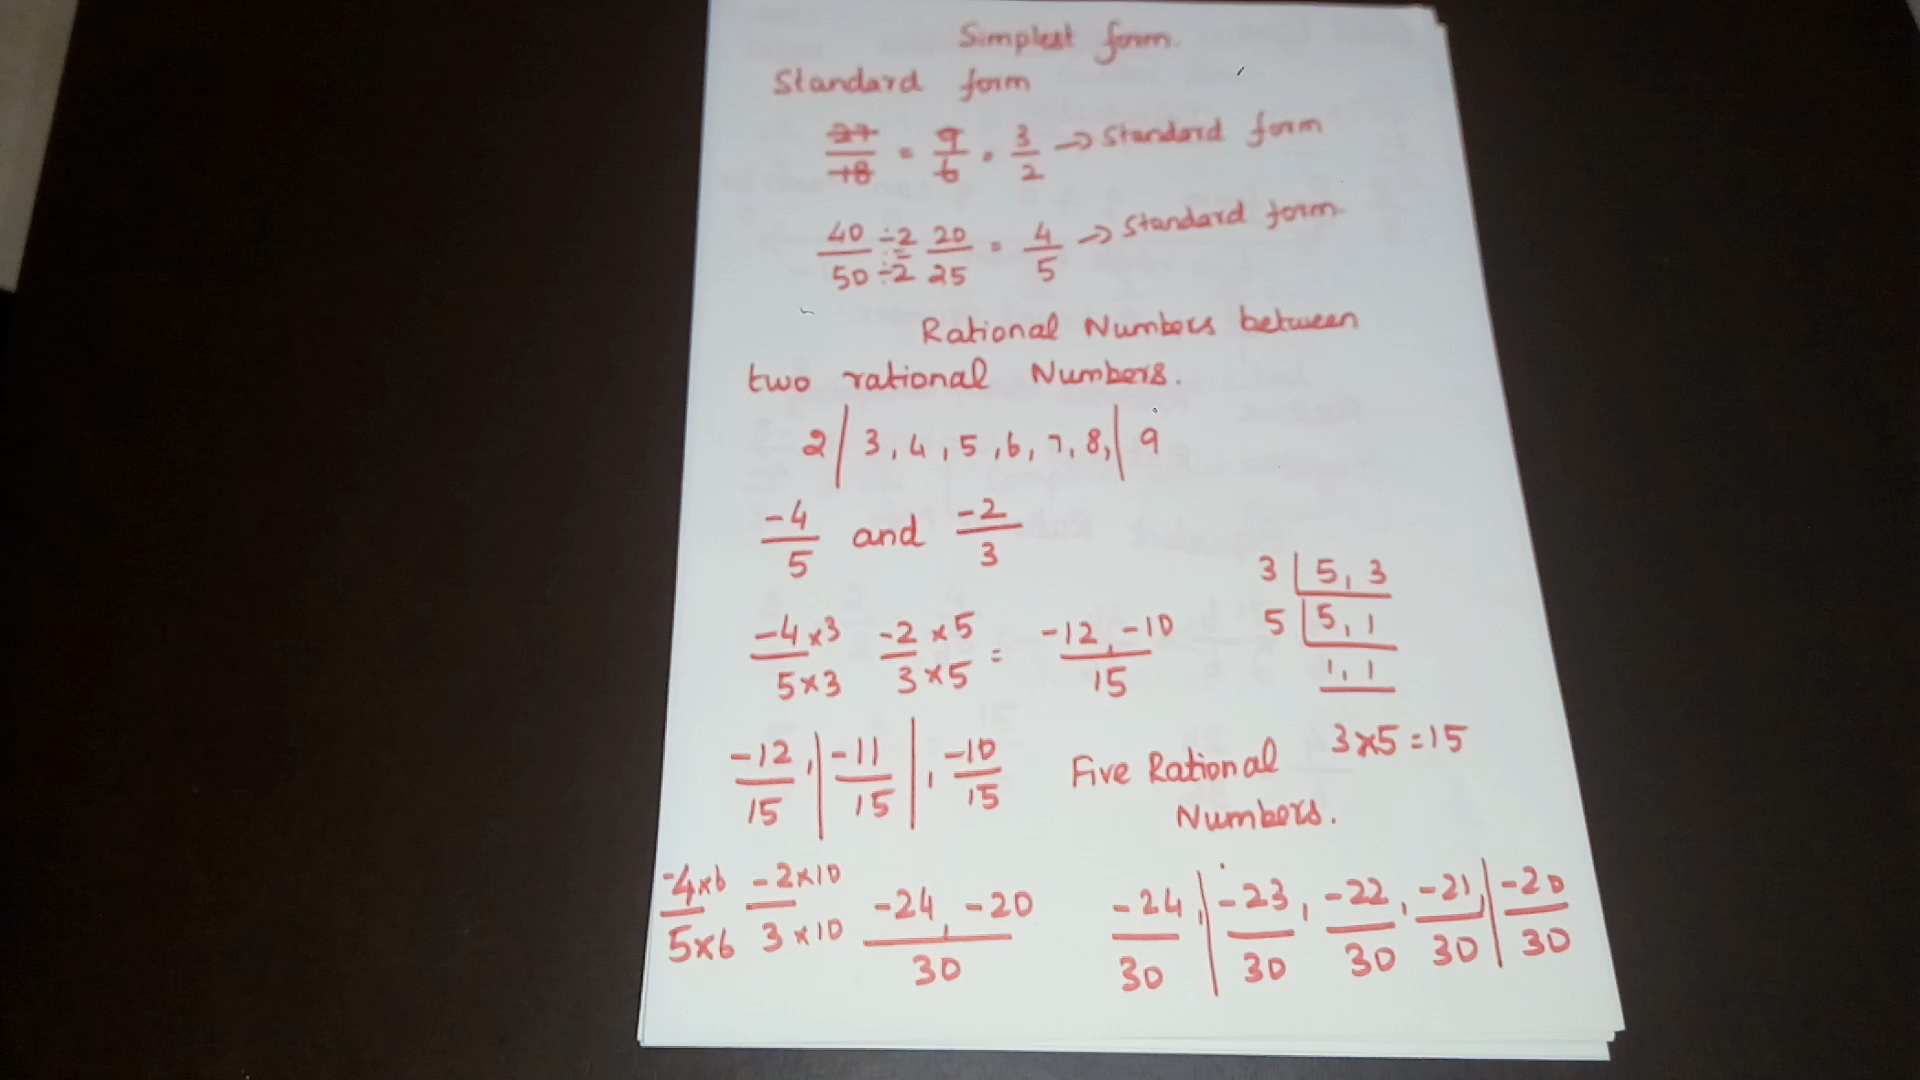 Simplest form.
Standard form
27/18 = 9/6 = 3/2 → Standard form
40/50 ÷2/÷2 = 20/25 = 4/5 → Standard form
Rational Numbers between
two rational Numbers.
2 | 3, 4, 5, 6, 7, 8, | 9
-4/5 and -2/3
3 | 5, 3
5 | 5, 1
1, 1
-4×3/5×3 -2×5/3×5 = -12, -10/15
3×5=15
-12/15, | -11/15 |, -10/15
Five Rational
Numbers.
-4×6/5×6 -2×10/3×10 -24, -20/30
-24/30, | -23/30, -22/30, -21/30, | -20/30